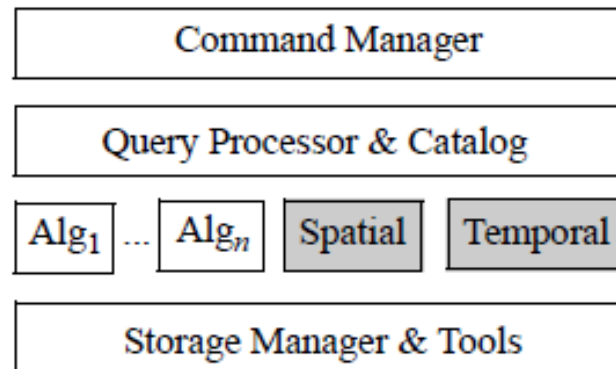 Command Manager
Query Processor & Catalog
Alg1 ... Algn Spatial Temporal
Storage Manager & Tools